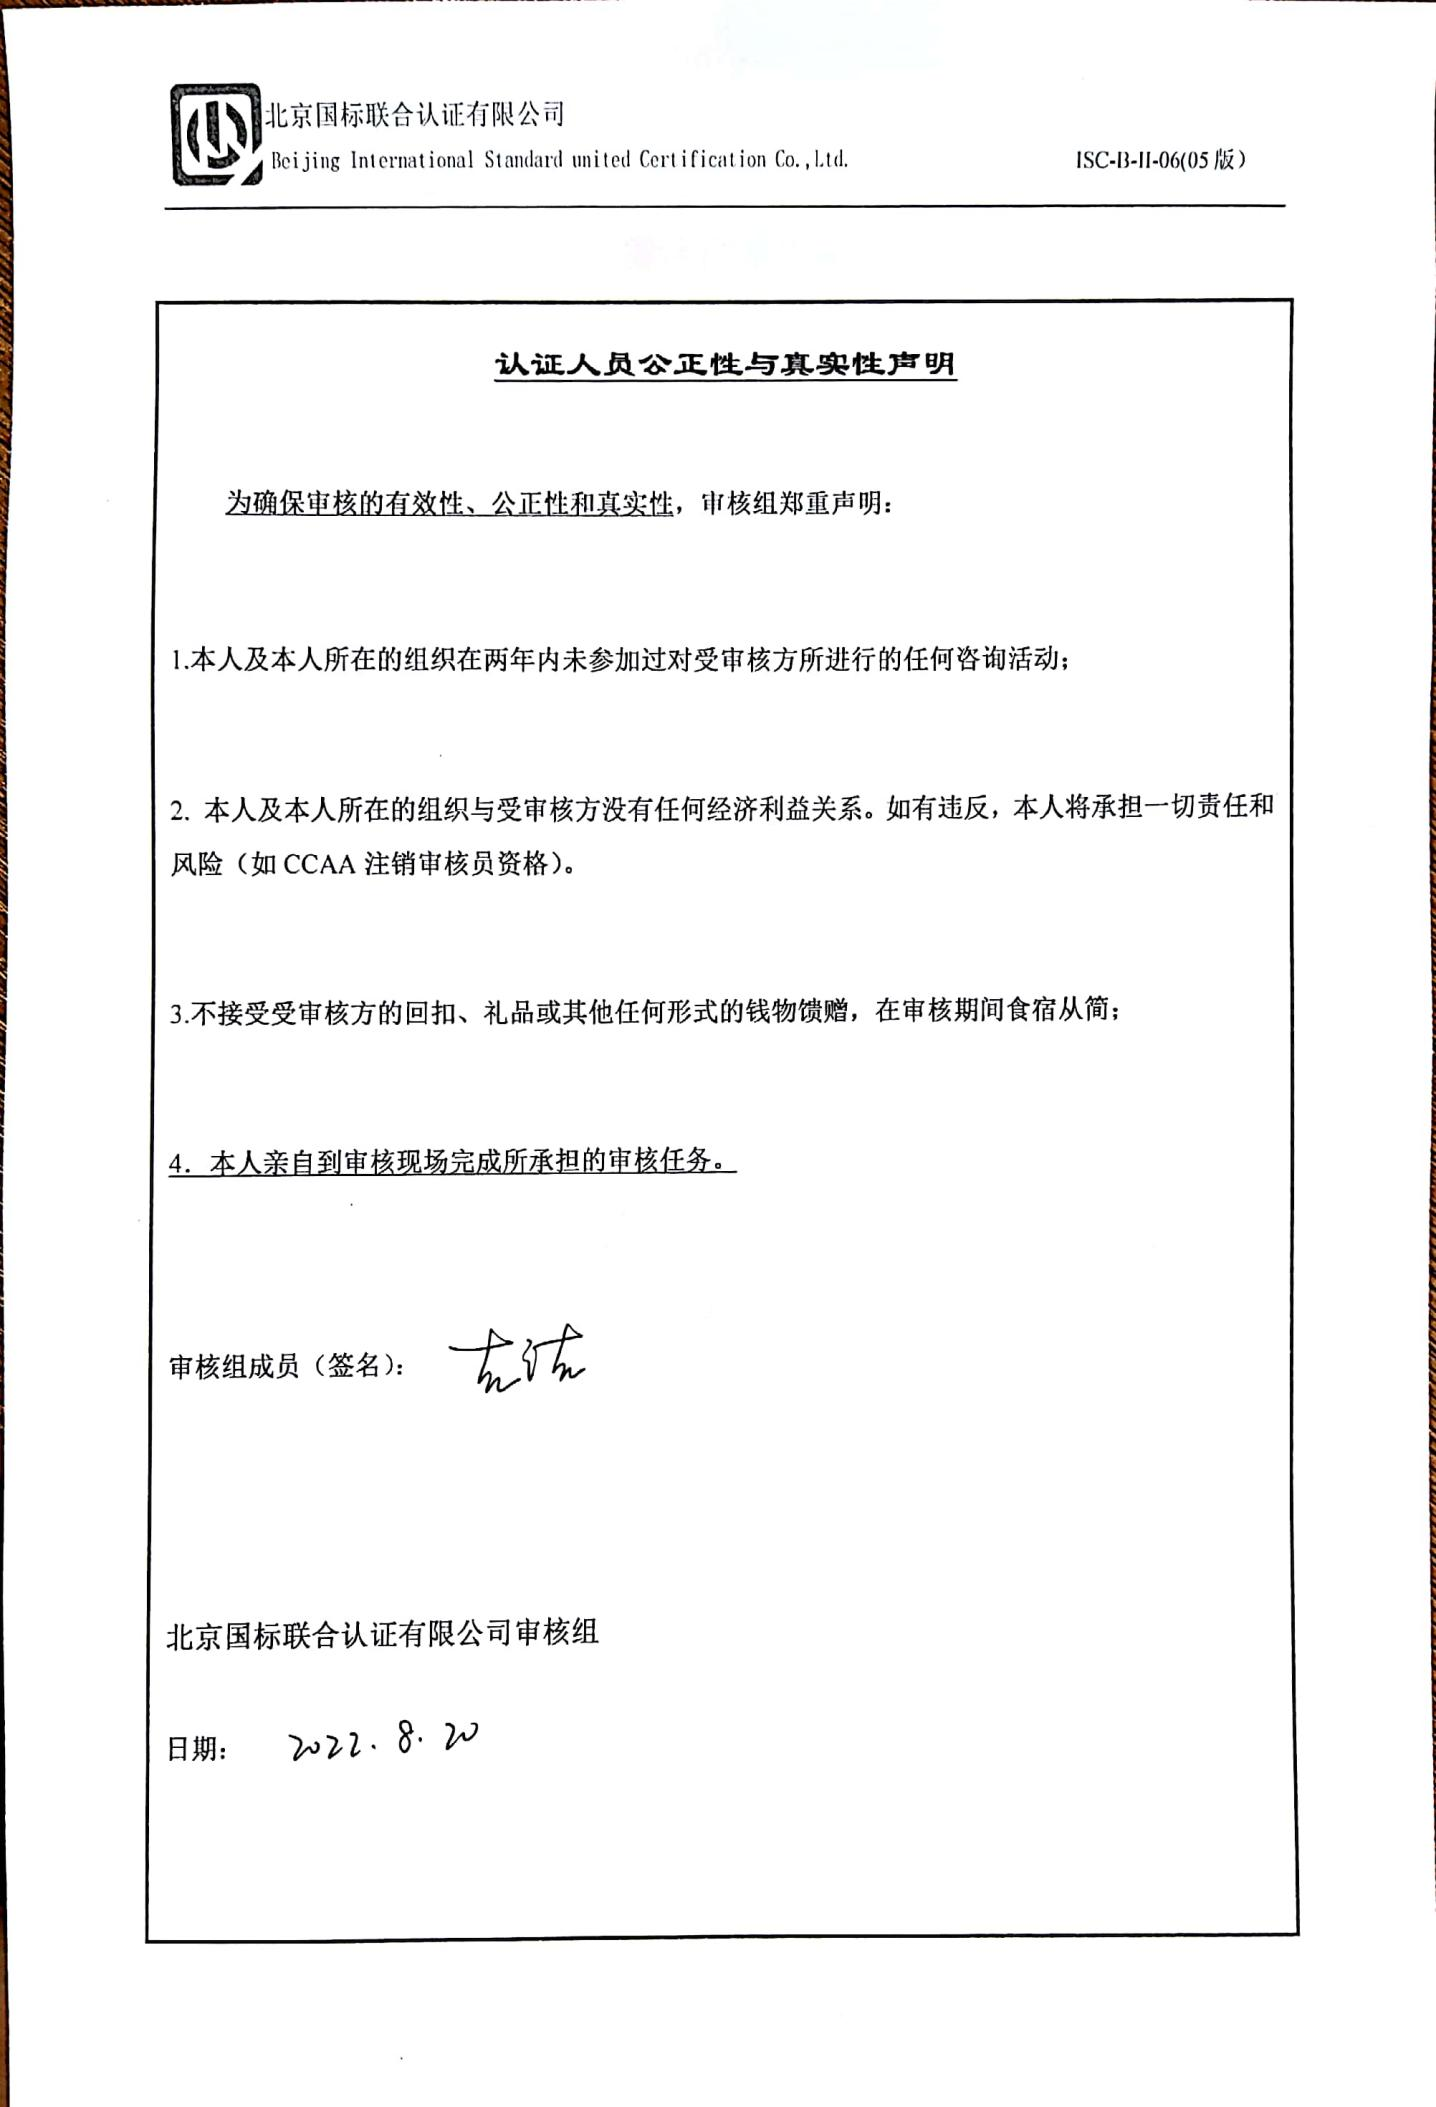 北京国标联合认证有限公司
Beijing International Standard united Certification Co.,Ltd.
ISC-B-II-06(05版)
认证人员公正性与真实性声明
为确保审核的有效性、公正性和真实性，审核组郑重声明：
1.本人及本人所在的组织在两年内未参加过对受审核方所进行的任何咨询活动；
2. 本人及本人所在的组织与受审核方没有任何经济利益关系。如有违反，本人将承担一切责任和
风险（如 CCAA 注销审核员资格）。
3.不接受受审核方的回扣、礼品或其他任何形式的钱物馈赠，在审核期间食宿从简；
4．本人亲自到审核现场完成所承担的审核任务。
审核组成员（签名）：
北京国标联合认证有限公司审核组
日期： 2022.8.20